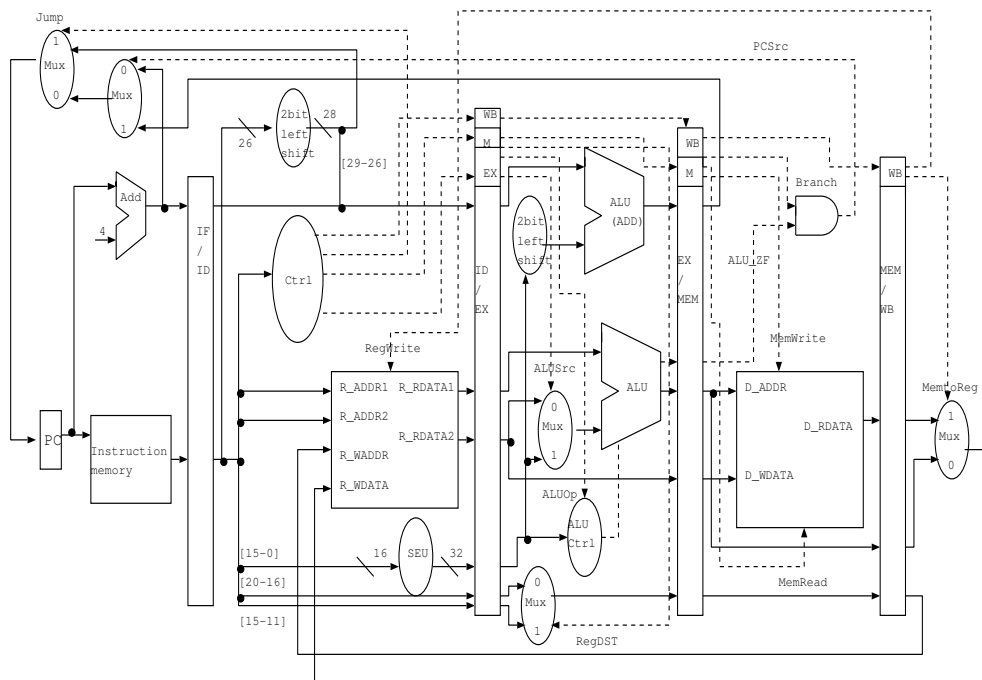 Jump
1
Mux
0
0
Mux
1
PCSrc
2bit
left
shift
28
26
[29-26]
WB
M
EX
WB
M
WB
Branch
Add
4
IF
/
ID
Ctrl
ALU
(ADD)
2bit
left
shift
ID
/
EX
EX
/
MEM
ALU_ZF
MEM
/
WB
RegWrite
MemWrite
ALUSrc
MemtoReg
R_ADDR1
R_RDATA1
R_ADDR2
R_RDATA2
R_WADDR
R_WDATA
0
Mux
1
ALU
D_ADDR
D_RDATA
D_WDATA
1
Mux
0
PC
Instruction
memory
ALUOp
ALU
Ctrl
[15-0]
16
SEU
32
[20-16]
[15-11]
0
Mux
1
MemRead
RegDST